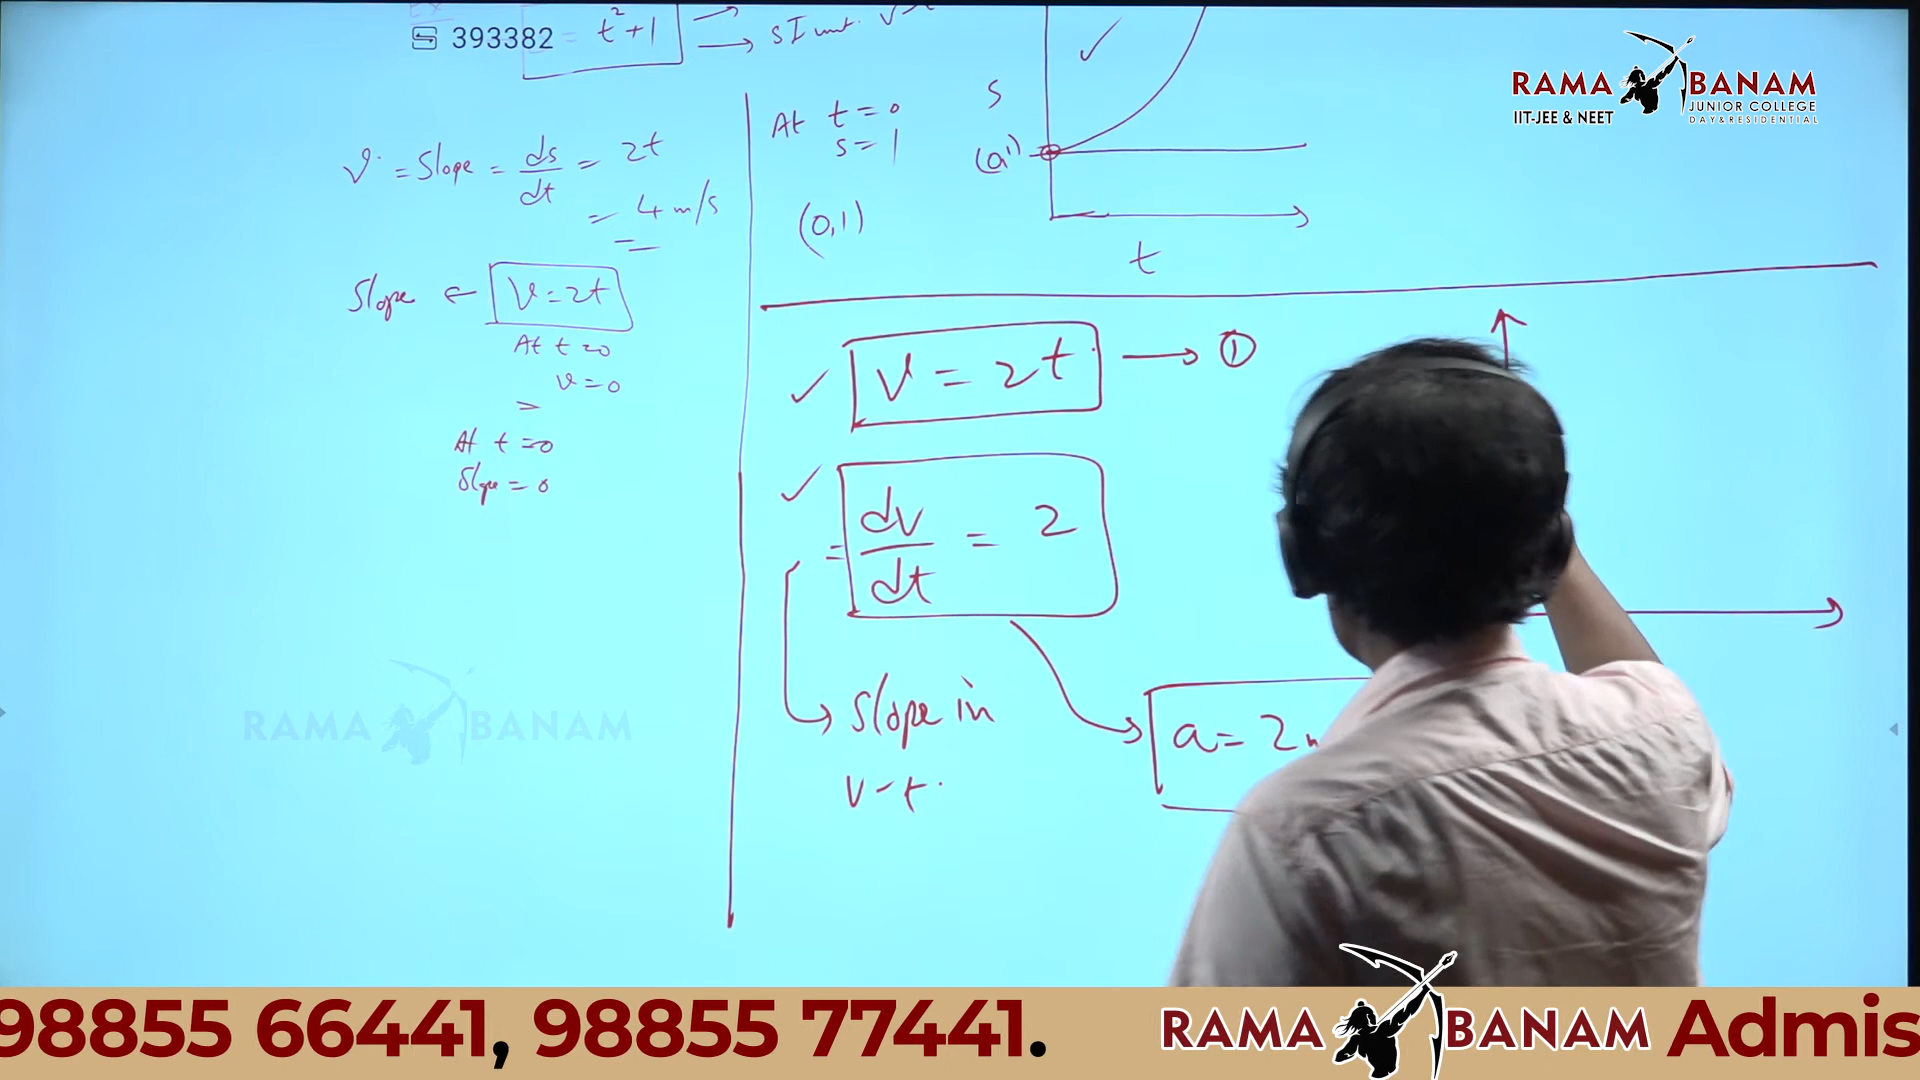 393382
= t²+1
SI unit
v = Slope = ds/dt = 2t
= 4 m/s
Slope ← v = 2t
At t=0
v=0
At t=0
Slope = 0
At t=0
s=1
(0,1)
s
t
v = 2t → ①
= dv/dt = 2
Slope in
v-t.
a = 2
RAMA BANAM
JUNIOR COLLEGE
IIT-JEE & NEET
DAY & RESIDENTIAL
RAMA BANAM
98855 66441, 98855 77441.
RAMA BANAM
Admis